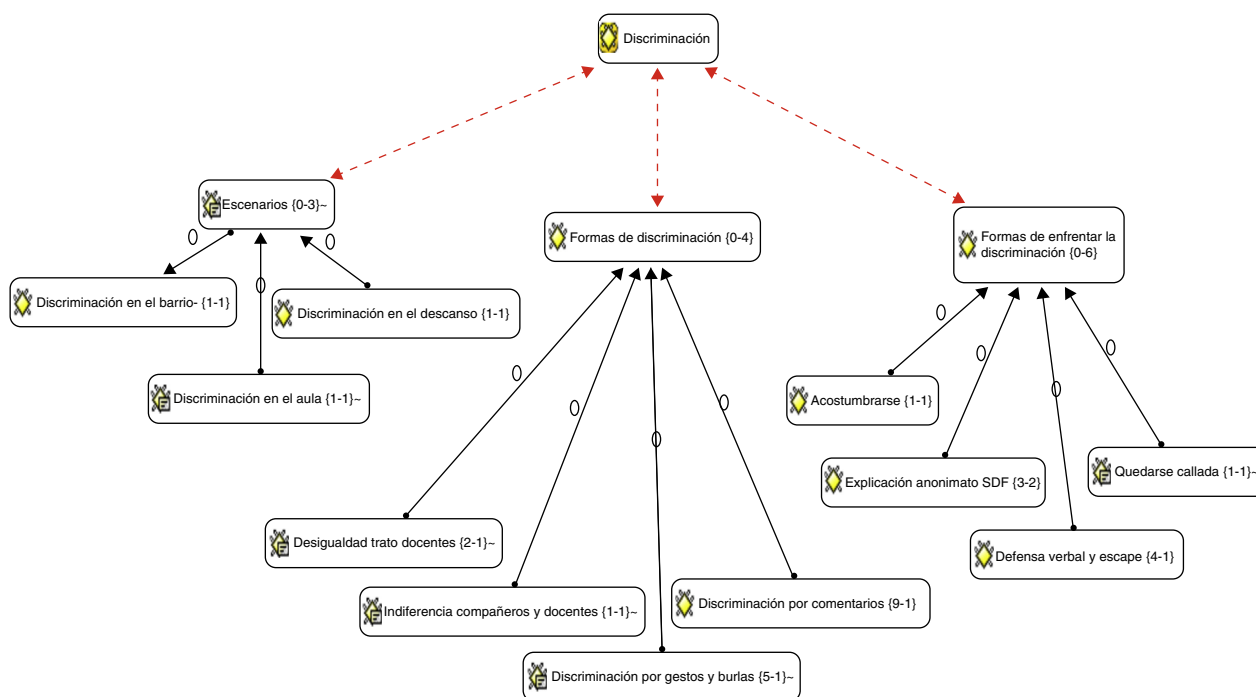 Discriminación
Escenarios {0-3}~
Formas de discriminación {0-4}
Formas de enfrentar la
discriminación {0-6}
Discriminación en el barrio- {1-1}
Discriminación en el descanso {1-1}
Discriminación en el aula {1-1}~
Acostumbrarse {1-1}
Explicación anonimato SDF {3-2}
Quedarse callada {1-1}~
Desigualdad trato docentes {2-1}~
Defensa verbal y escape {4-1}
Indiferencia compañeros y docentes {1-1}~
Discriminación por comentarios {9-1}
Discriminación por gestos y burlas {5-1}~